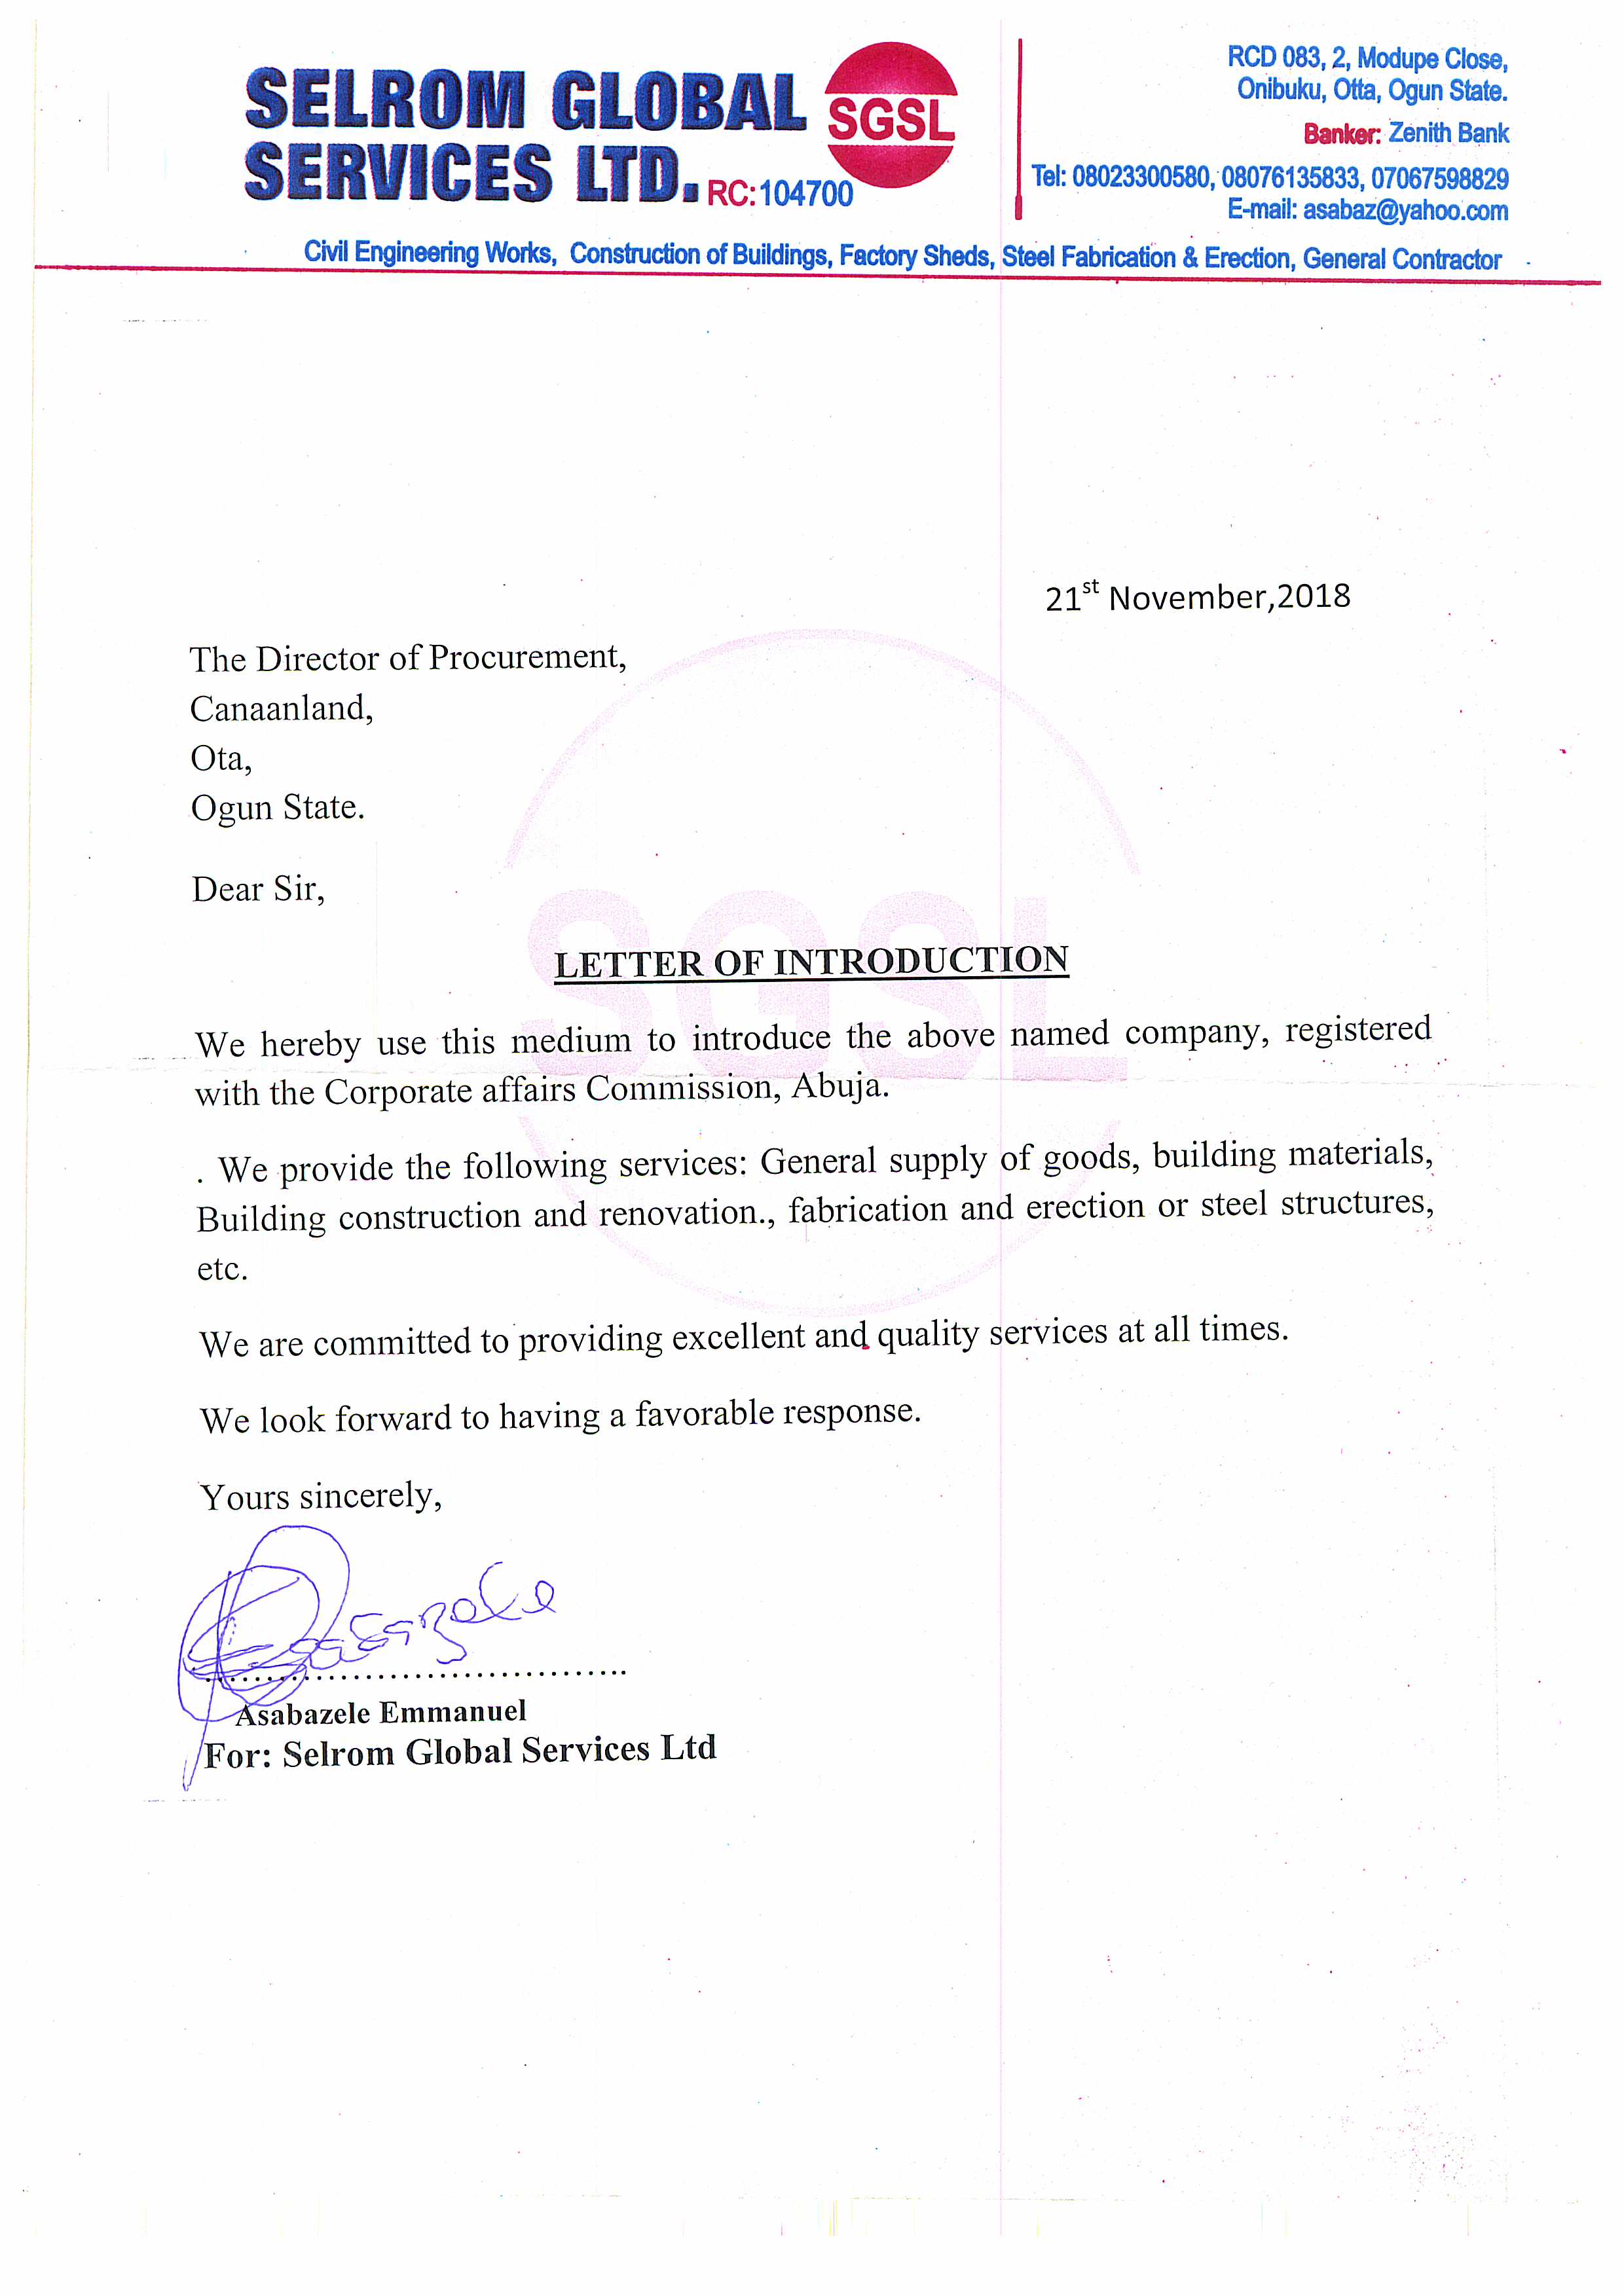 SELROM GLOBAL
SERVICES LTD. RC:104700
SGSL
RCD 083, 2, Modupe Close,
Onibuku, Otta, Ogun State.
Banker: Zenith Bank
Tel: 08023300580, 08076135833, 07067598829
E-mail: asabaz@yahoo.com
Civil Engineering Works, Construction of Buildings, Factory Sheds, Steel Fabrication & Erection, General Contractor
21st November,2018
The Director of Procurement,
Canaanland,
Ota,
Ogun State.
Dear Sir,
SGSL
LETTER OF INTRODUCTION
We hereby use this medium to introduce the above named company, registered
with the Corporate affairs Commission, Abuja.
. We provide the following services: General supply of goods, building materials,
Building construction and renovation., fabrication and erection or steel structures,
etc.
We are committed to providing excellent and quality services at all times.
We look forward to having a favorable response.
Yours sincerely,
Asabazele Emmanuel
For: Selrom Global Services Ltd